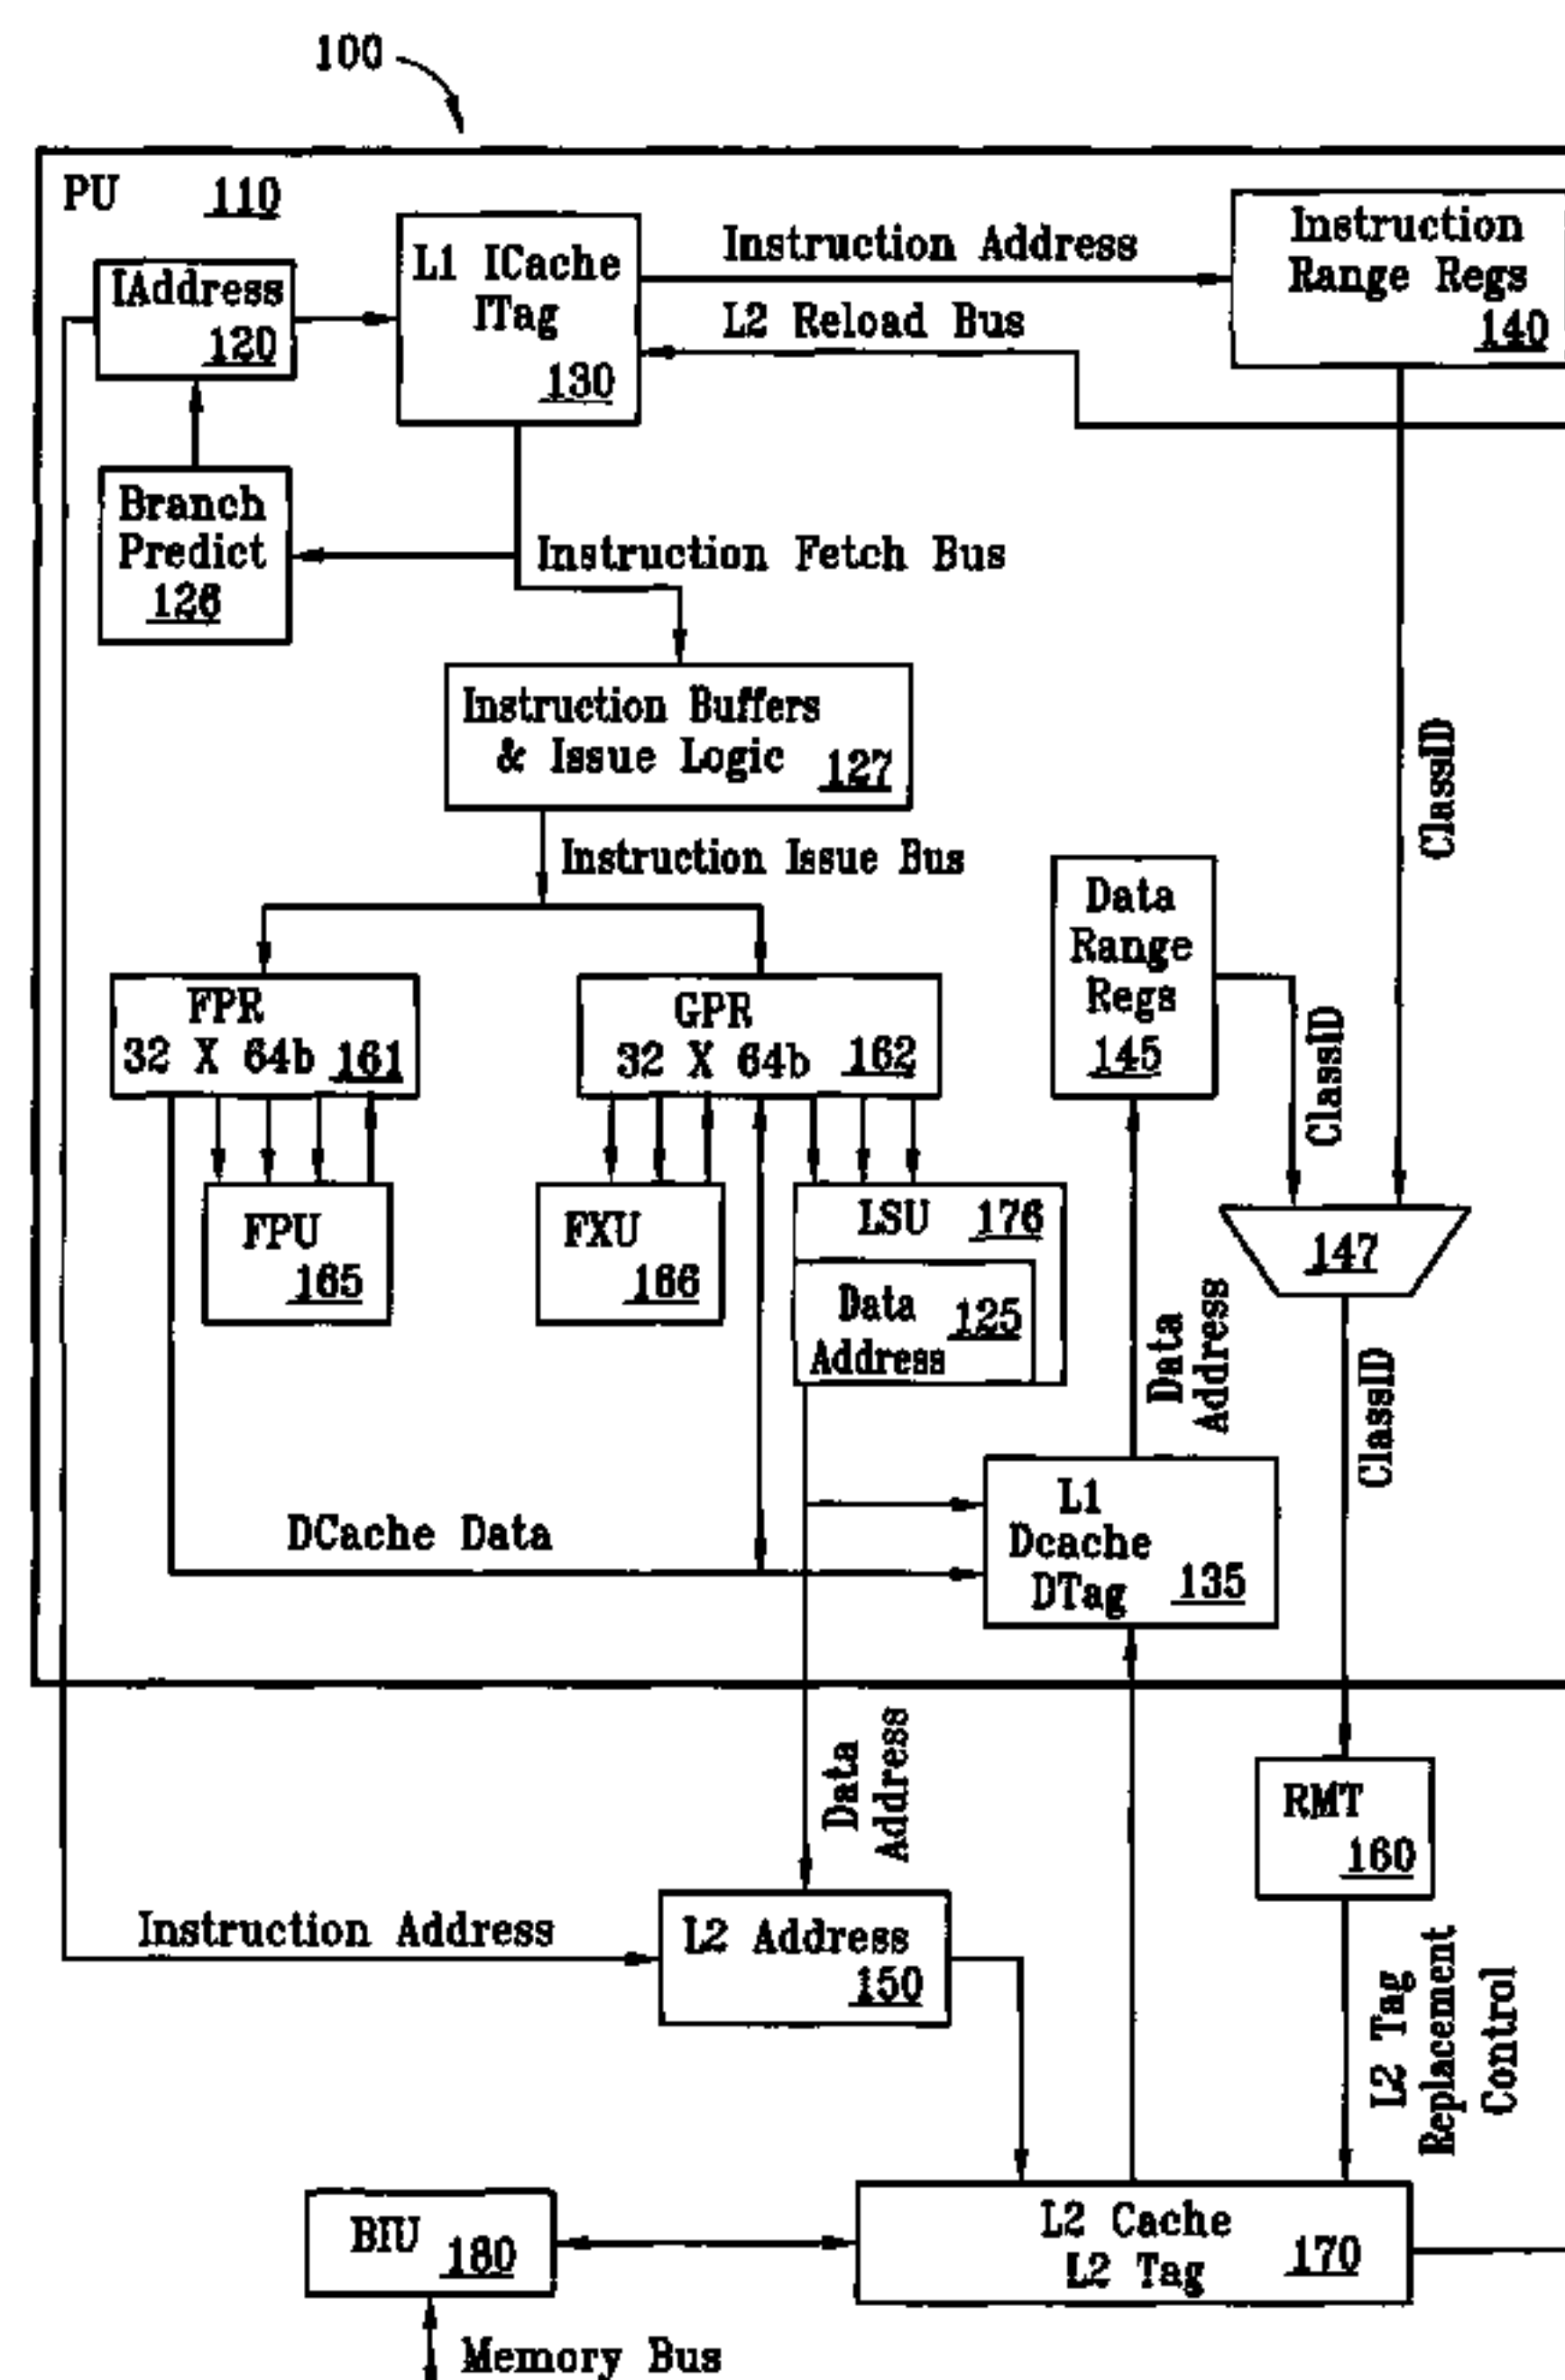 100
PU 110
IAddress
120
L1 ICache
ITag
130
Instruction Address
L2 Reload Bus
Instruction
Range Regs
140
Branch
Predict
126
Instruction Fetch Bus
Instruction Buffers
& Issue Logic 127
Instruction Issue Bus
ClassID
Data
Range
Regs
145
ClassID
FPR
32 X 64b 161
GPR
32 X 64b 162
FPU
165
FXU
166
LSU 176
Data
Address 125
147
Data
Address
ClassID
DCache Data
L1
Dcache
DTag 135
Data
Address
RMT
160
Instruction Address
L2 Address
150
L2 Tag
Replacement
Control
BIU 180
L2 Cache
L2 Tag 170
Memory Bus